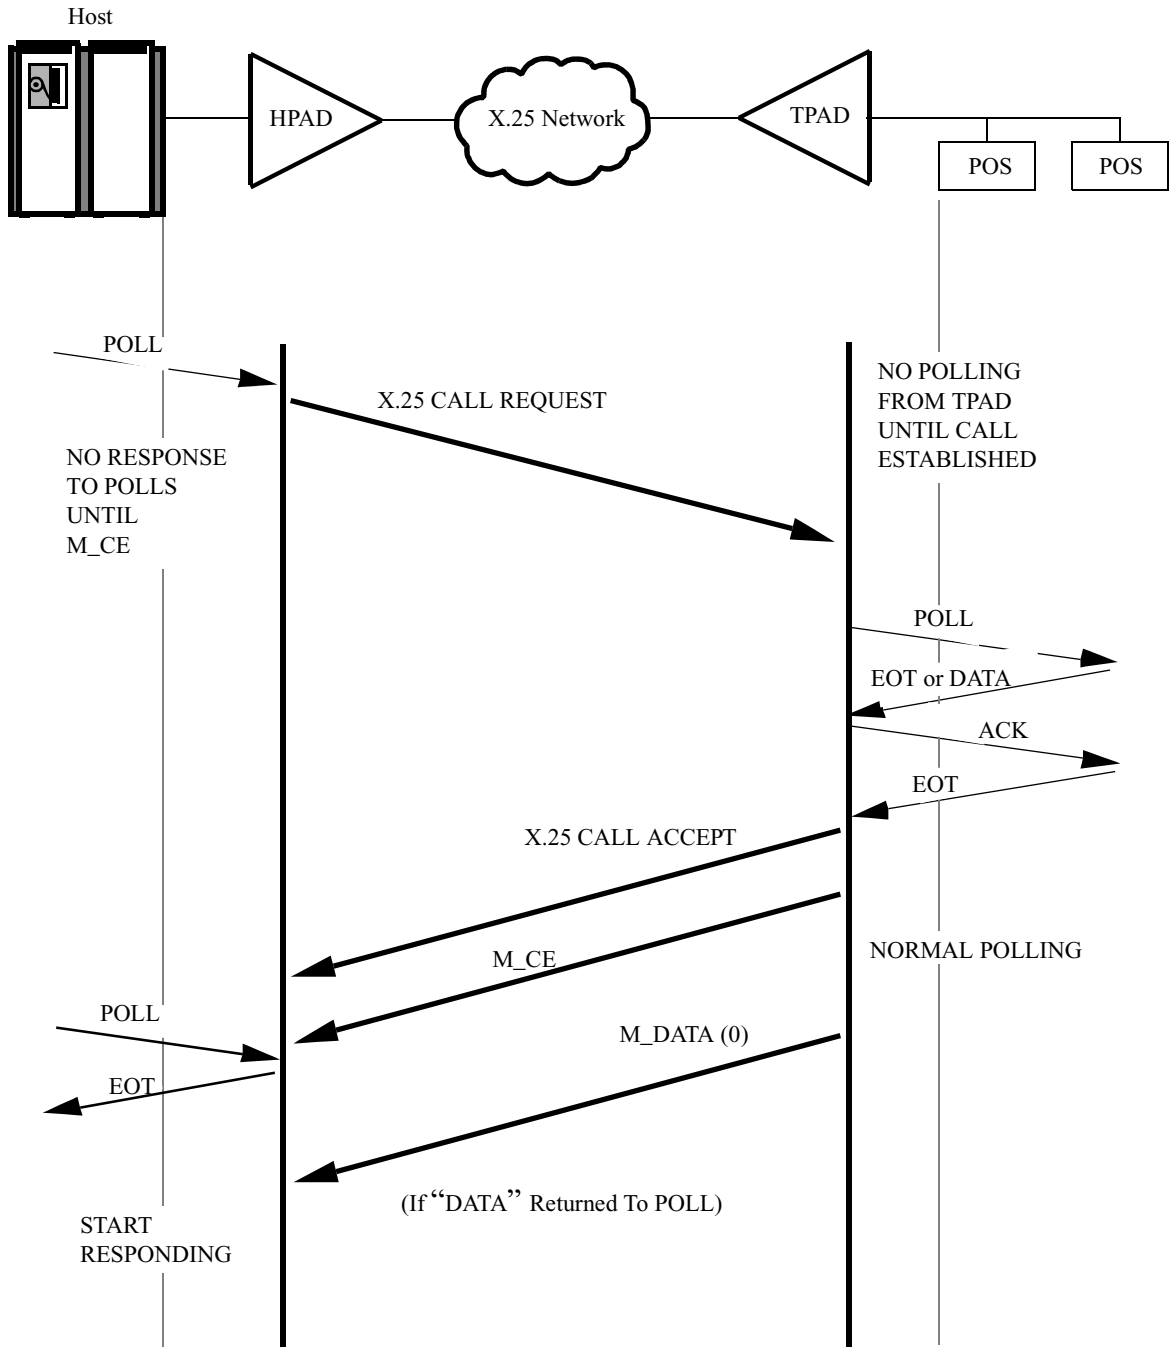 Host
HPAD
X.25 Network
TPAD
POS
POS
POLL
X.25 CALL REQUEST
NO POLLING
FROM TPAD
UNTIL CALL
ESTABLISHED
NO RESPONSE
TO POLLS
UNTIL
M_CE
POLL
EOT or DATA
ACK
EOT
X.25 CALL ACCEPT
NORMAL POLLING
M_CE
POLL
M_DATA (0)
EOT
(If “DATA” Returned To POLL)
START
RESPONDING